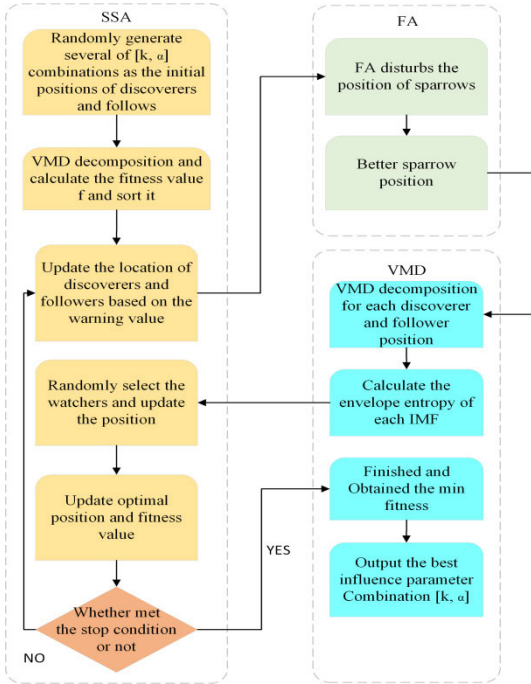 SSA
Randomly generate
several of [k, α]
combinations as the initial
positions of discoverers
and follows
VMD decomposition and
calculate the fitness value
f and sort it
Update the location of
discoverers and
followers based on the
warning value
Randomly select the
watchers and update
the position
Update optimal
position and fitness
value
Whether met
the stop condition
or not
NO
YES
FA
FA disturbs the
position of sparrows
Better sparrow
position
VMD
VMD decomposition
for each discoverer
and follower
position
Calculate the
envelope entropy of
each IMF
Finished and
Obtained the min
fitness
Output the best
influence parameter
Combination [k, α]